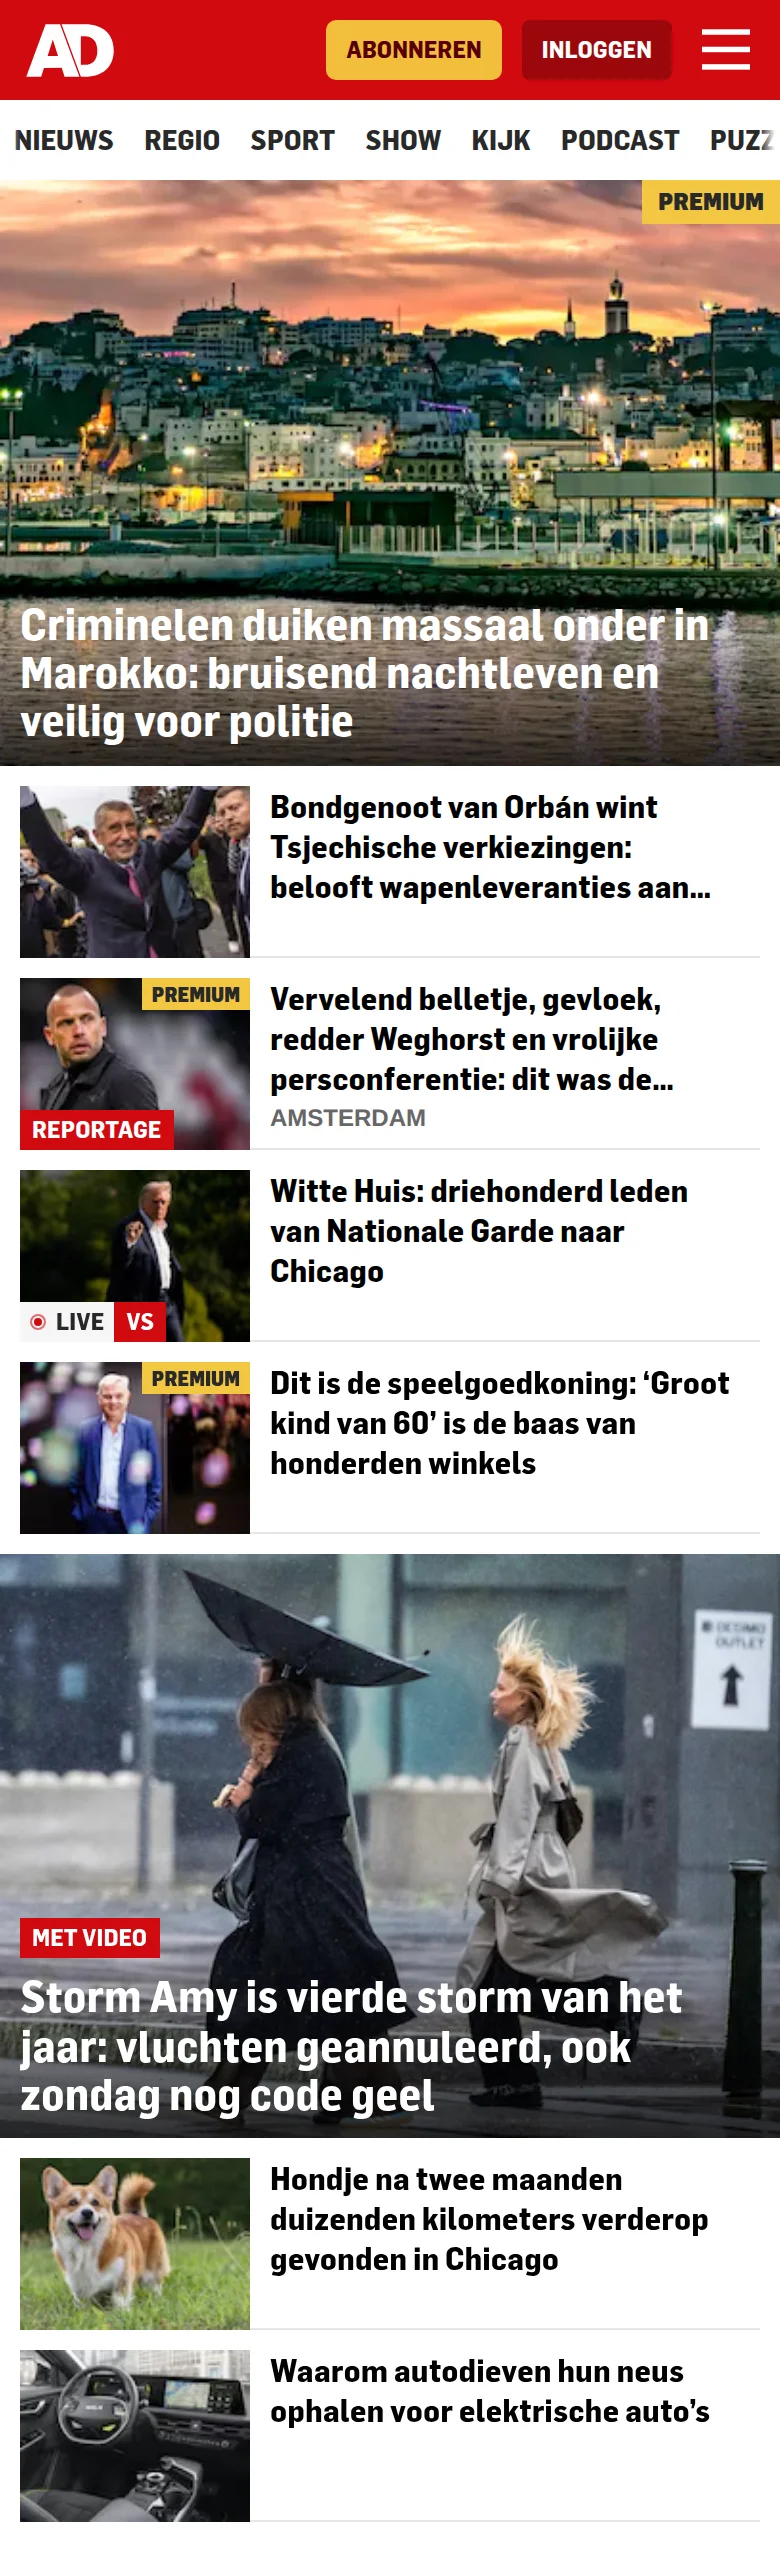 AD
ABONNEREN
INLOGGEN
NIEUWS REGIO SPORT SHOW KIJK PODCAST PUZZ
PREMIUM
Criminelen duiken massaal onder in
Marokko: bruisend nachtleven en
veilig voor politie
Bondgenoot van Orbán wint
Tsjechische verkiezingen:
belooft wapenleveranties aan...
PREMIUM
REPORTAGE
Vervelend belletje, gevloek,
redder Weghorst en vrolijke
persconferentie: dit was de...
AMSTERDAM
LIVE VS
Witte Huis: driehonderd leden
van Nationale Garde naar
Chicago
PREMIUM
Dit is de speelgoedkoning: ‘Groot
kind van 60’ is de baas van
honderden winkels
OUTLET
MET VIDEO
Storm Amy is vierde storm van het
jaar: vluchten geannuleerd, ook
zondag nog code geel
Hondje na twee maanden
duizenden kilometers verderop
gevonden in Chicago
Waarom autodieven hun neus
ophalen voor elektrische auto’s